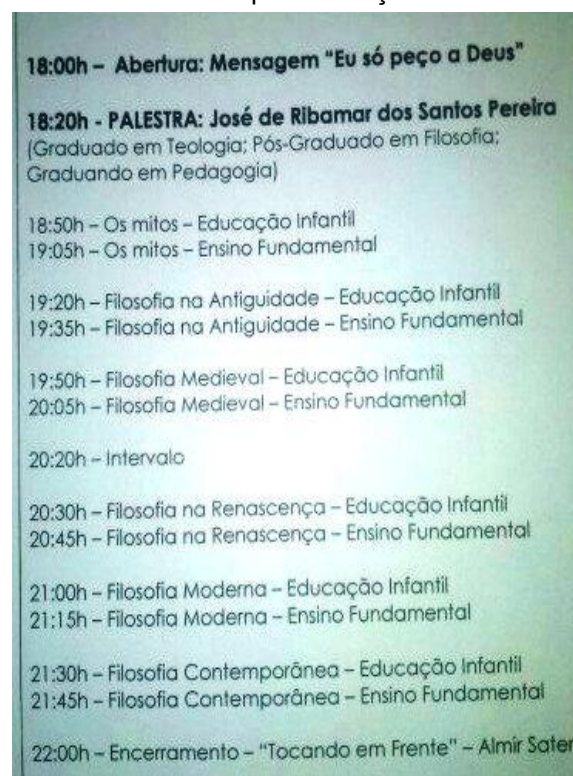 18:00h – Abertura: Mensagem "Eu só peço a Deus"
18:20h - PALESTRA: José de Ribamar dos Santos Pereira
(Graduado em Teologia; Pós-Graduado em Filosofia;
Graduando em Pedagogia)
18:50h – Os mitos – Educação Infantil
19:05h – Os mitos – Ensino Fundamental
19:20h – Filosofia na Antiguidade – Educação Infantil
19:35h – Filosofia na Antiguidade – Ensino Fundamental
19:50h – Filosofia Medieval – Educação Infantil
20:05h – Filosofia Medieval – Ensino Fundamental
20:20h – Intervalo
20:30h – Filosofia na Renascença – Educação Infantil
20:45h – Filosofia na Renascença – Ensino Fundamental
21:00h – Filosofia Moderna – Educação Infantil
21:15h – Filosofia Moderna – Ensino Fundamental
21:30h – Filosofia Contemporânea – Educação Infantil
21:45h – Filosofia Contemporânea – Ensino Fundamental
22:00h – Encerramento – "Tocando em Frente" – Almir Sater